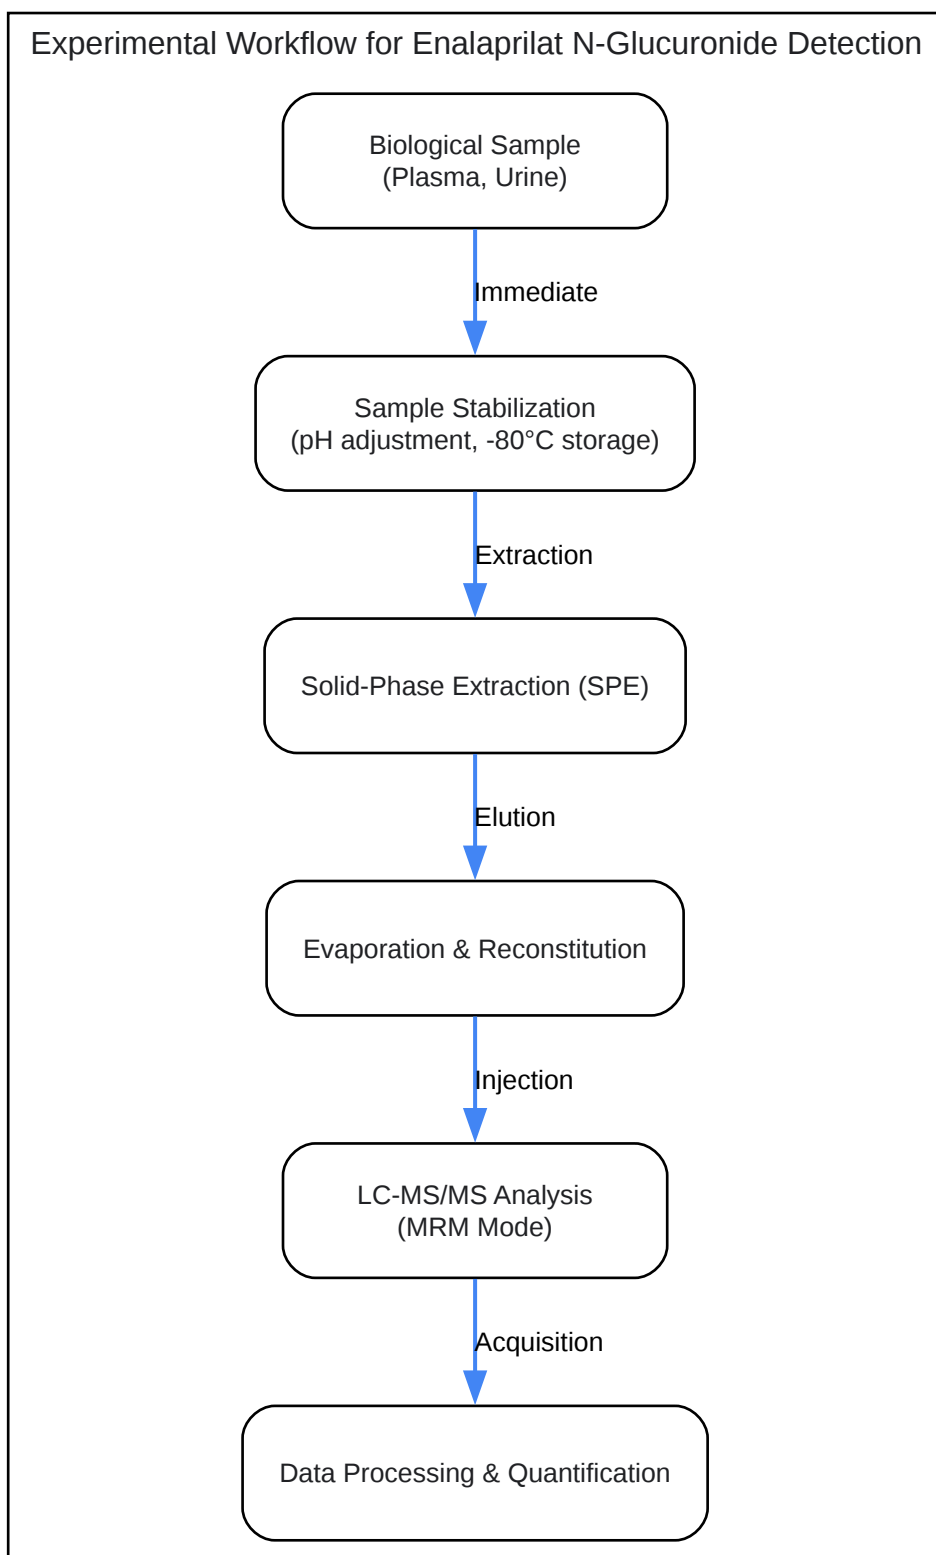 Experimental Workflow for Enalaprilat N-Glucuronide Detection
Biological Sample
(Plasma, Urine)
Immediate
Sample Stabilization
(pH adjustment, -80°C storage)
Extraction
Solid-Phase Extraction (SPE)
Elution
Evaporation & Reconstitution
Injection
LC-MS/MS Analysis
(MRM Mode)
Acquisition
Data Processing & Quantification